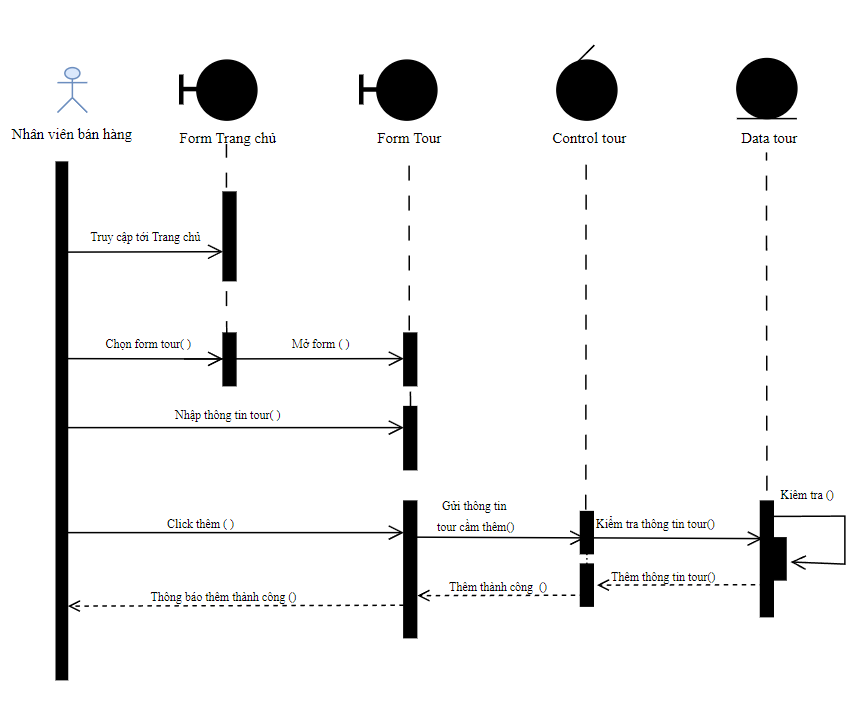 Nhân viên bán hàng
Form Trang chủ
Form Tour
Control tour
Data tour
Truy cập tới Trang chủ
Chọn form tour( )
Mở form ( )
Nhập thông tin tour( )
Click thêm ( )
Gửi thông tin
tour cầm thêm()
Kiểm tra thông tin tour()
Kiêm tra ()
Thêm thông tin tour()
Thêm thành công ()
Thông báo thêm thành công ()